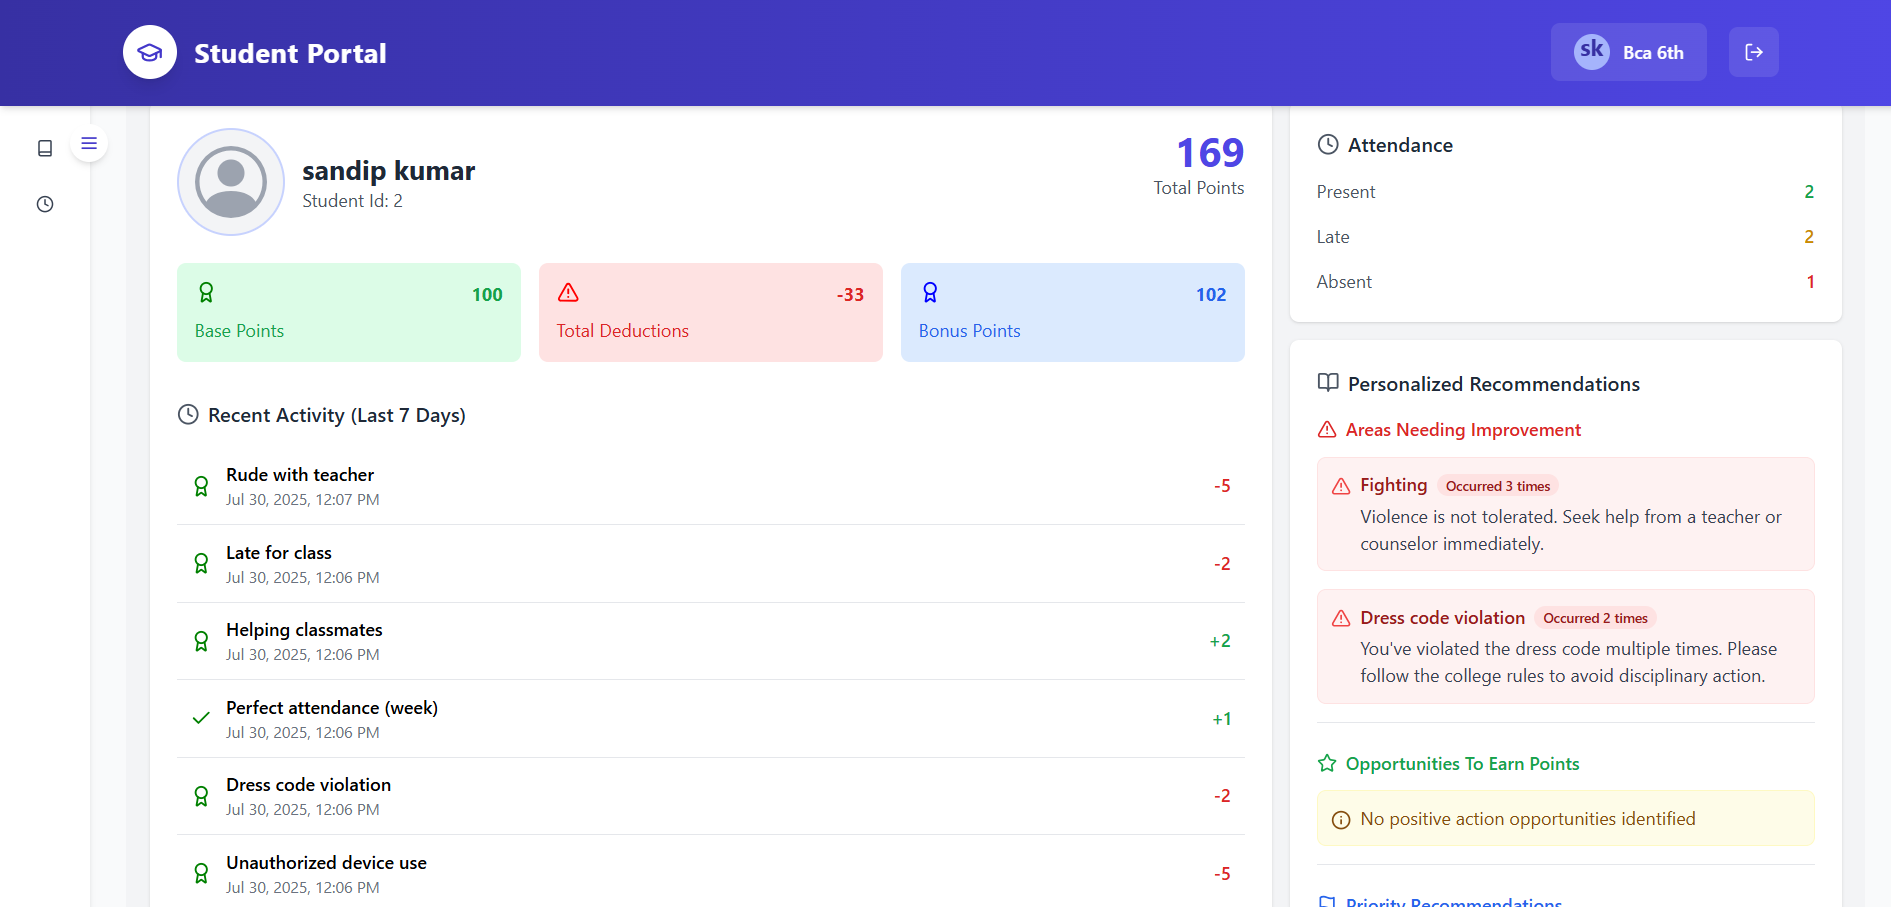 Student Portal
sk
Bca 6th
sandip kumar
Student Id: 2
169
Total Points
100
Base Points
-33
Total Deductions
102
Bonus Points
Recent Activity (Last 7 Days)
Rude with teacher
Jul 30, 2025, 12:07 PM
-5
Late for class
Jul 30, 2025, 12:06 PM
-2
Helping classmates
Jul 30, 2025, 12:06 PM
+2
Perfect attendance (week)
Jul 30, 2025, 12:06 PM
+1
Dress code violation
Jul 30, 2025, 12:06 PM
-2
Unauthorized device use
Jul 30, 2025, 12:06 PM
-5
Attendance
Present 2
Late 2
Absent 1
Personalized Recommendations
Areas Needing Improvement
Fighting Occurred 3 times
Violence is not tolerated. Seek help from a teacher or
counselor immediately.
Dress code violation Occurred 2 times
You've violated the dress code multiple times. Please
follow the college rules to avoid disciplinary action.
Opportunities To Earn Points
No positive action opportunities identified
Priority Recommendations